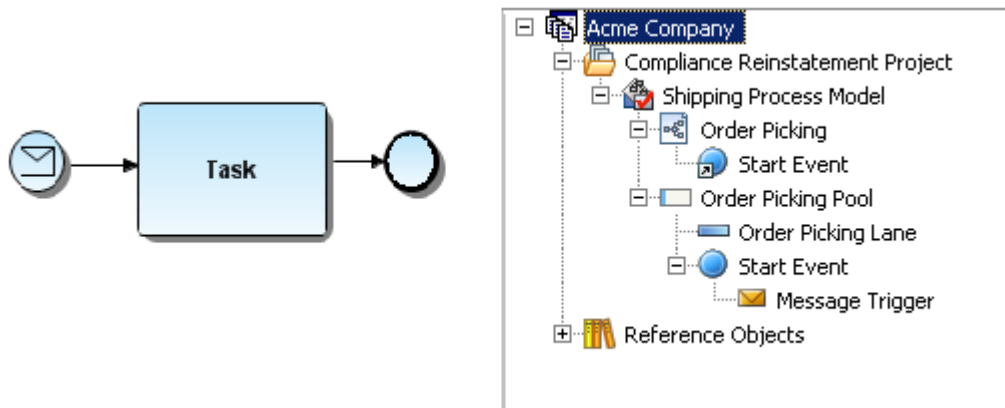 Task
Acme Company
Compliance Reinstatement Project
Shipping Process Model
Order Picking
Start Event
Order Picking Pool
Order Picking Lane
Start Event
Message Trigger
Reference Objects